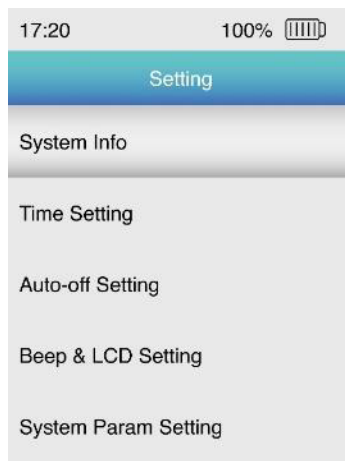 17:20 100%
Setting
System Info
Time Setting
Auto-off Setting
Beep & LCD Setting
System Param Setting